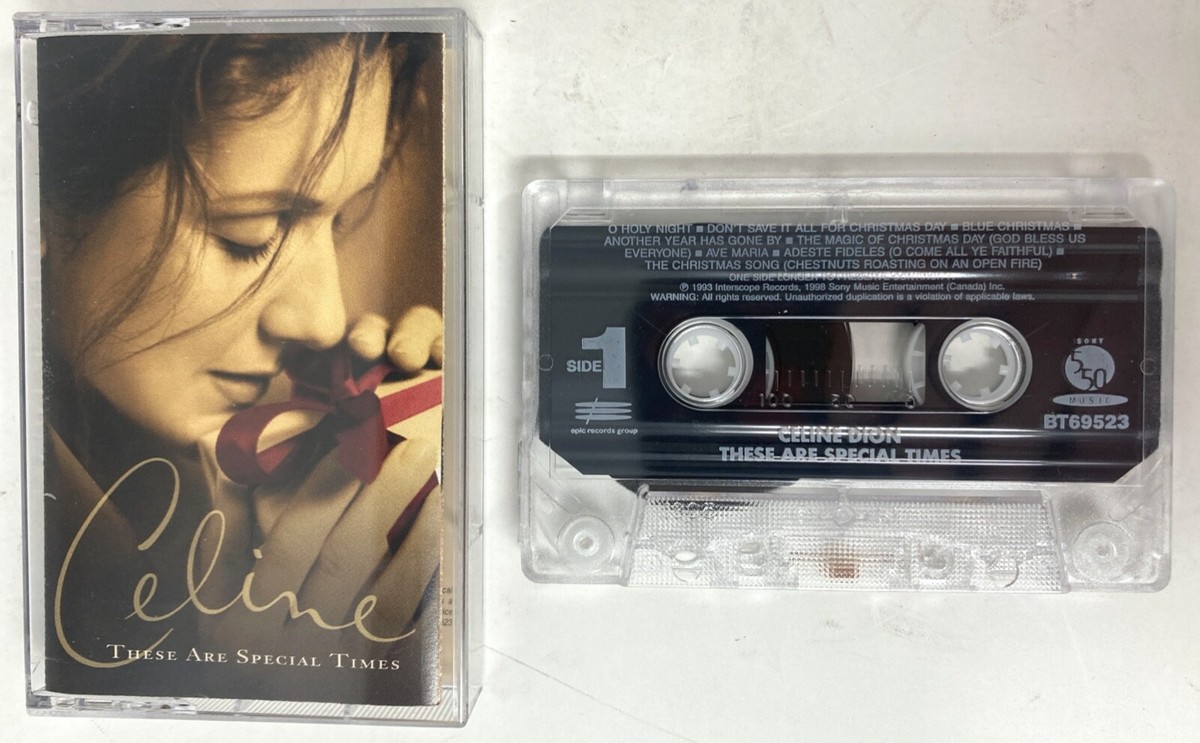 Celine
THESE ARE SPECIAL TIMES
O HOLY NIGHT ■ DON'T SAVE IT ALL FOR CHRISTMAS DAY ■ BLUE CHRISTMAS ■
ANOTHER YEAR HAS GONE BY ■ THE MAGIC OF CHRISTMAS DAY (GOD BLESS US
EVERYONE) ■ AVE MARIA ■ ADESTE FIDELES (O COME ALL YE FAITHFUL) ■
THE CHRISTMAS SONG (CHESTNUTS ROASTING ON AN OPEN FIRE)
ONE SIDE LONGER
℗ 1993 Interscope Records, 1998 Sony Music Entertainment (Canada) Inc.
WARNING: All rights reserved. Unauthorized duplication is a violation of applicable laws.
SIDE 1
epic records group
100 50 0
SONY
550
MUSIC
BT69523
CELINE DION
THESE ARE SPECIAL TIMES